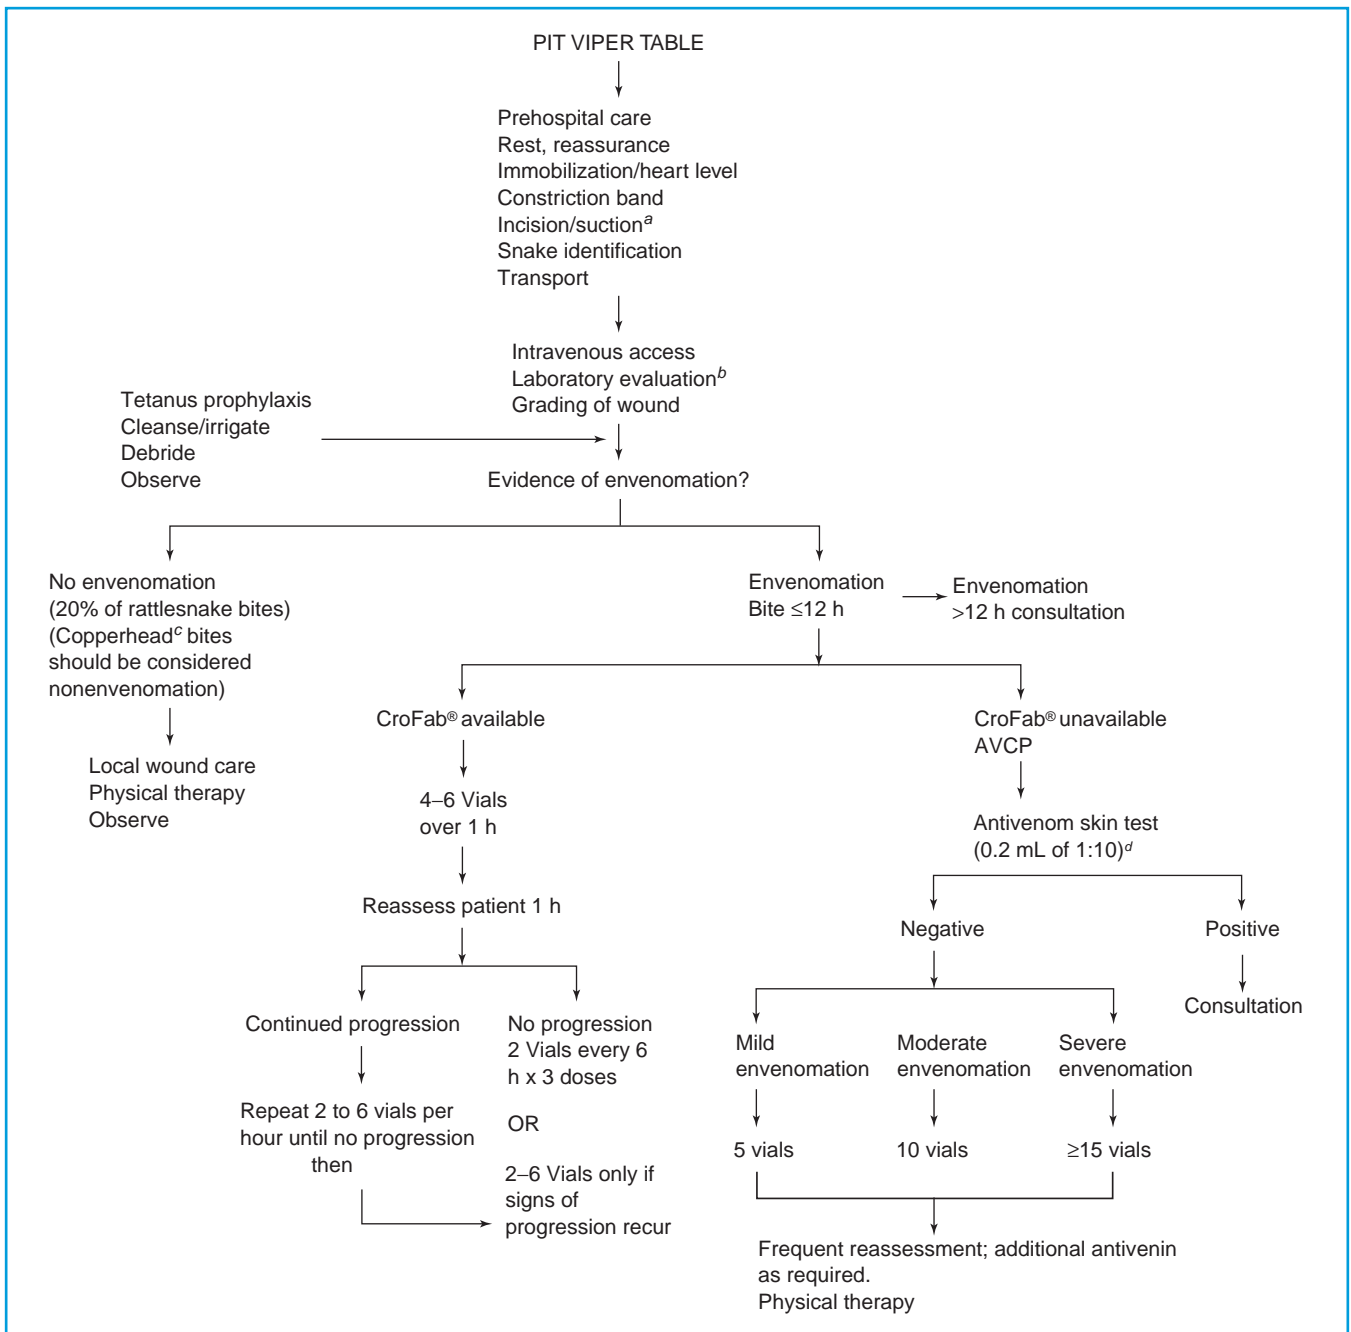 PIT VIPER TABLE
Prehospital care
Rest, reassurance
Immobilization/heart level
Constriction band
Incision/suctionᵃ
Snake identification
Transport
Intravenous access
Laboratory evaluationᵇ
Grading of wound
Tetanus prophylaxis
Cleanse/irrigate
Debride
Observe
Evidence of envenomation?
No envenomation
(20% of rattlesnake bites)
(Copperheadᶜ bites
should be considered
nonenvenomation)
Local wound care
Physical therapy
Observe
Envenomation
Bite ≤12 h
Envenomation
>12 h consultation
CroFab® available
4–6 Vials
over 1 h
Reassess patient 1 h
Continued progression
Repeat 2 to 6 vials per
hour until no progression
then
No progression
2 Vials every 6
h x 3 doses
OR
2–6 Vials only if
signs of
progression recur
CroFab® unavailable
AVCP
Antivenom skin test
(0.2 mL of 1:10)ᵈ
Negative
Positive
Consultation
Mild
envenomation
Moderate
envenomation
Severe
envenomation
5 vials
10 vials
≥15 vials
Frequent reassessment; additional antivenin
as required.
Physical therapy